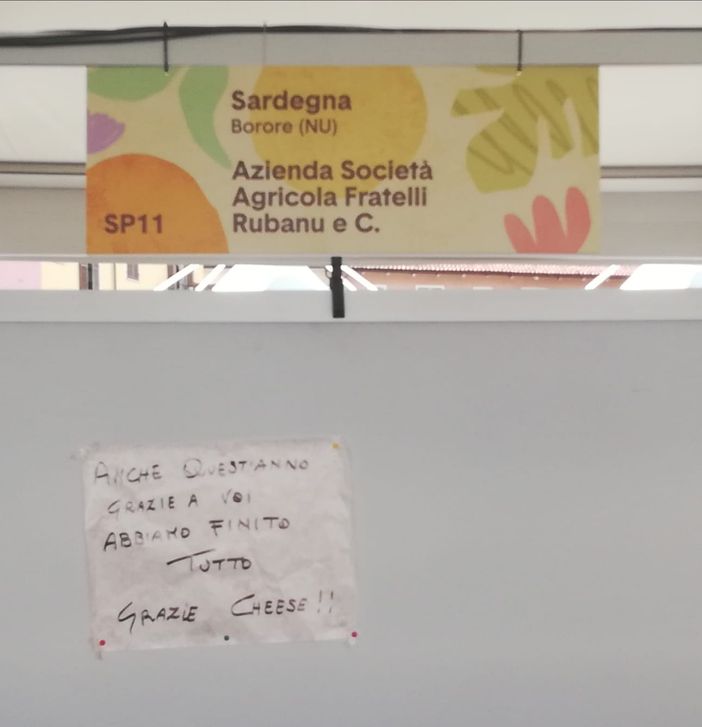 Sardegna
Borore (NU)
Azienda Società
Agricola Fratelli
Rubanu e C.
SP11
ANCHE QUEST'ANNO
GRAZIE A VOI
ABBIAMO FINITO
TUTTO
GRAZIE CHEESE!!